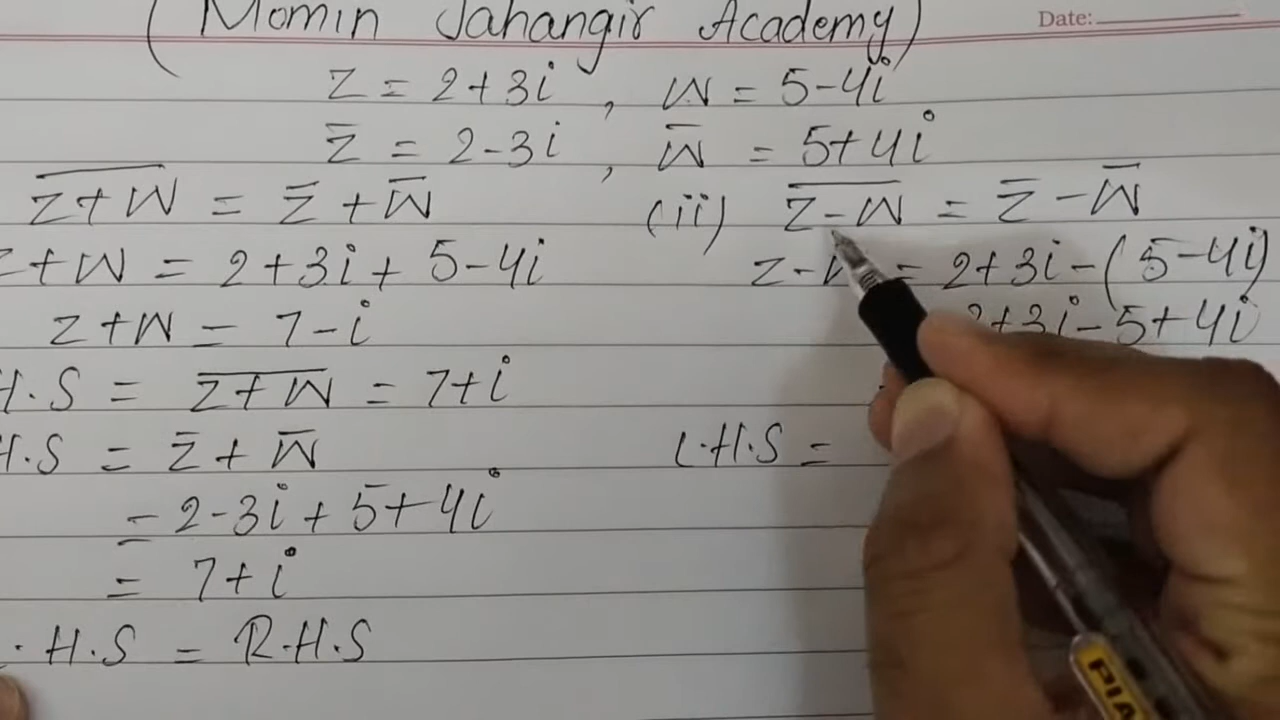 (Momin Jahangir Academy)
Date:
z = 2+3i , w = 5-4i
z̅ = 2-3i , w̅ = 5+4i
z̅+̅w̅ = z̅ + w̅
z+w = 2+3i + 5-4i
z+w = 7-i
H.S = z̅+̅w̅ = 7+i
H.S = z̅ + w̅
= 2-3i + 5+4i
= 7+i
. H.S = R.H.S
(ii) z̅-̅w̅ = z̅ - w̅
z-w = 2+3i-(5-4i)
2+3i-5+4i
L.H.S =
PIA